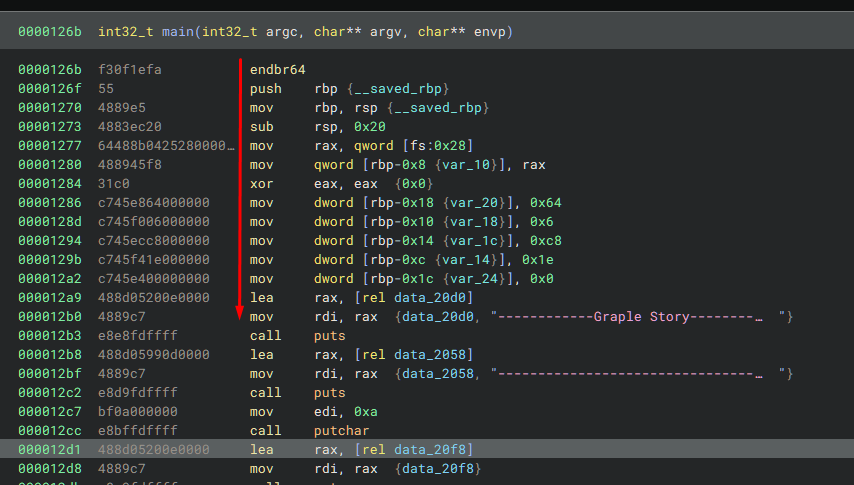 0000126b int32_t main(int32_t argc, char** argv, char** envp)
0000126b f30f1efa endbr64
0000126f 55 push rbp {__saved_rbp}
00001270 4889e5 mov rbp, rsp {__saved_rbp}
00001273 4883ec20 sub rsp, 0x20
00001277 64488b0425280000… mov rax, qword [fs:0x28]
00001280 488945f8 mov qword [rbp-0x8 {var_10}], rax
00001284 31c0 xor eax, eax {0x0}
00001286 c745e864000000 mov dword [rbp-0x18 {var_20}], 0x64
0000128d c745f006000000 mov dword [rbp-0x10 {var_18}], 0x6
00001294 c745ecc8000000 mov dword [rbp-0x14 {var_1c}], 0xc8
0000129b c745f41e000000 mov dword [rbp-0xc {var_14}], 0x1e
000012a2 c745e400000000 mov dword [rbp-0x1c {var_24}], 0x0
000012a9 488d05200e0000 lea rax, [rel data_20d0]
000012b0 4889c7 mov rdi, rax {data_20d0, "------------Graple Story--------… "}
000012b3 e8e8fdffff call puts
000012b8 488d05990d0000 lea rax, [rel data_2058]
000012bf 4889c7 mov rdi, rax {data_2058, "--------------------------------… "}
000012c2 e8d9fdffff call puts
000012c7 bf0a000000 mov edi, 0xa
000012cc e8bffdffff call putchar
000012d1 488d05200e0000 lea rax, [rel data_20f8]
000012d8 4889c7 mov rdi, rax {data_20f8}